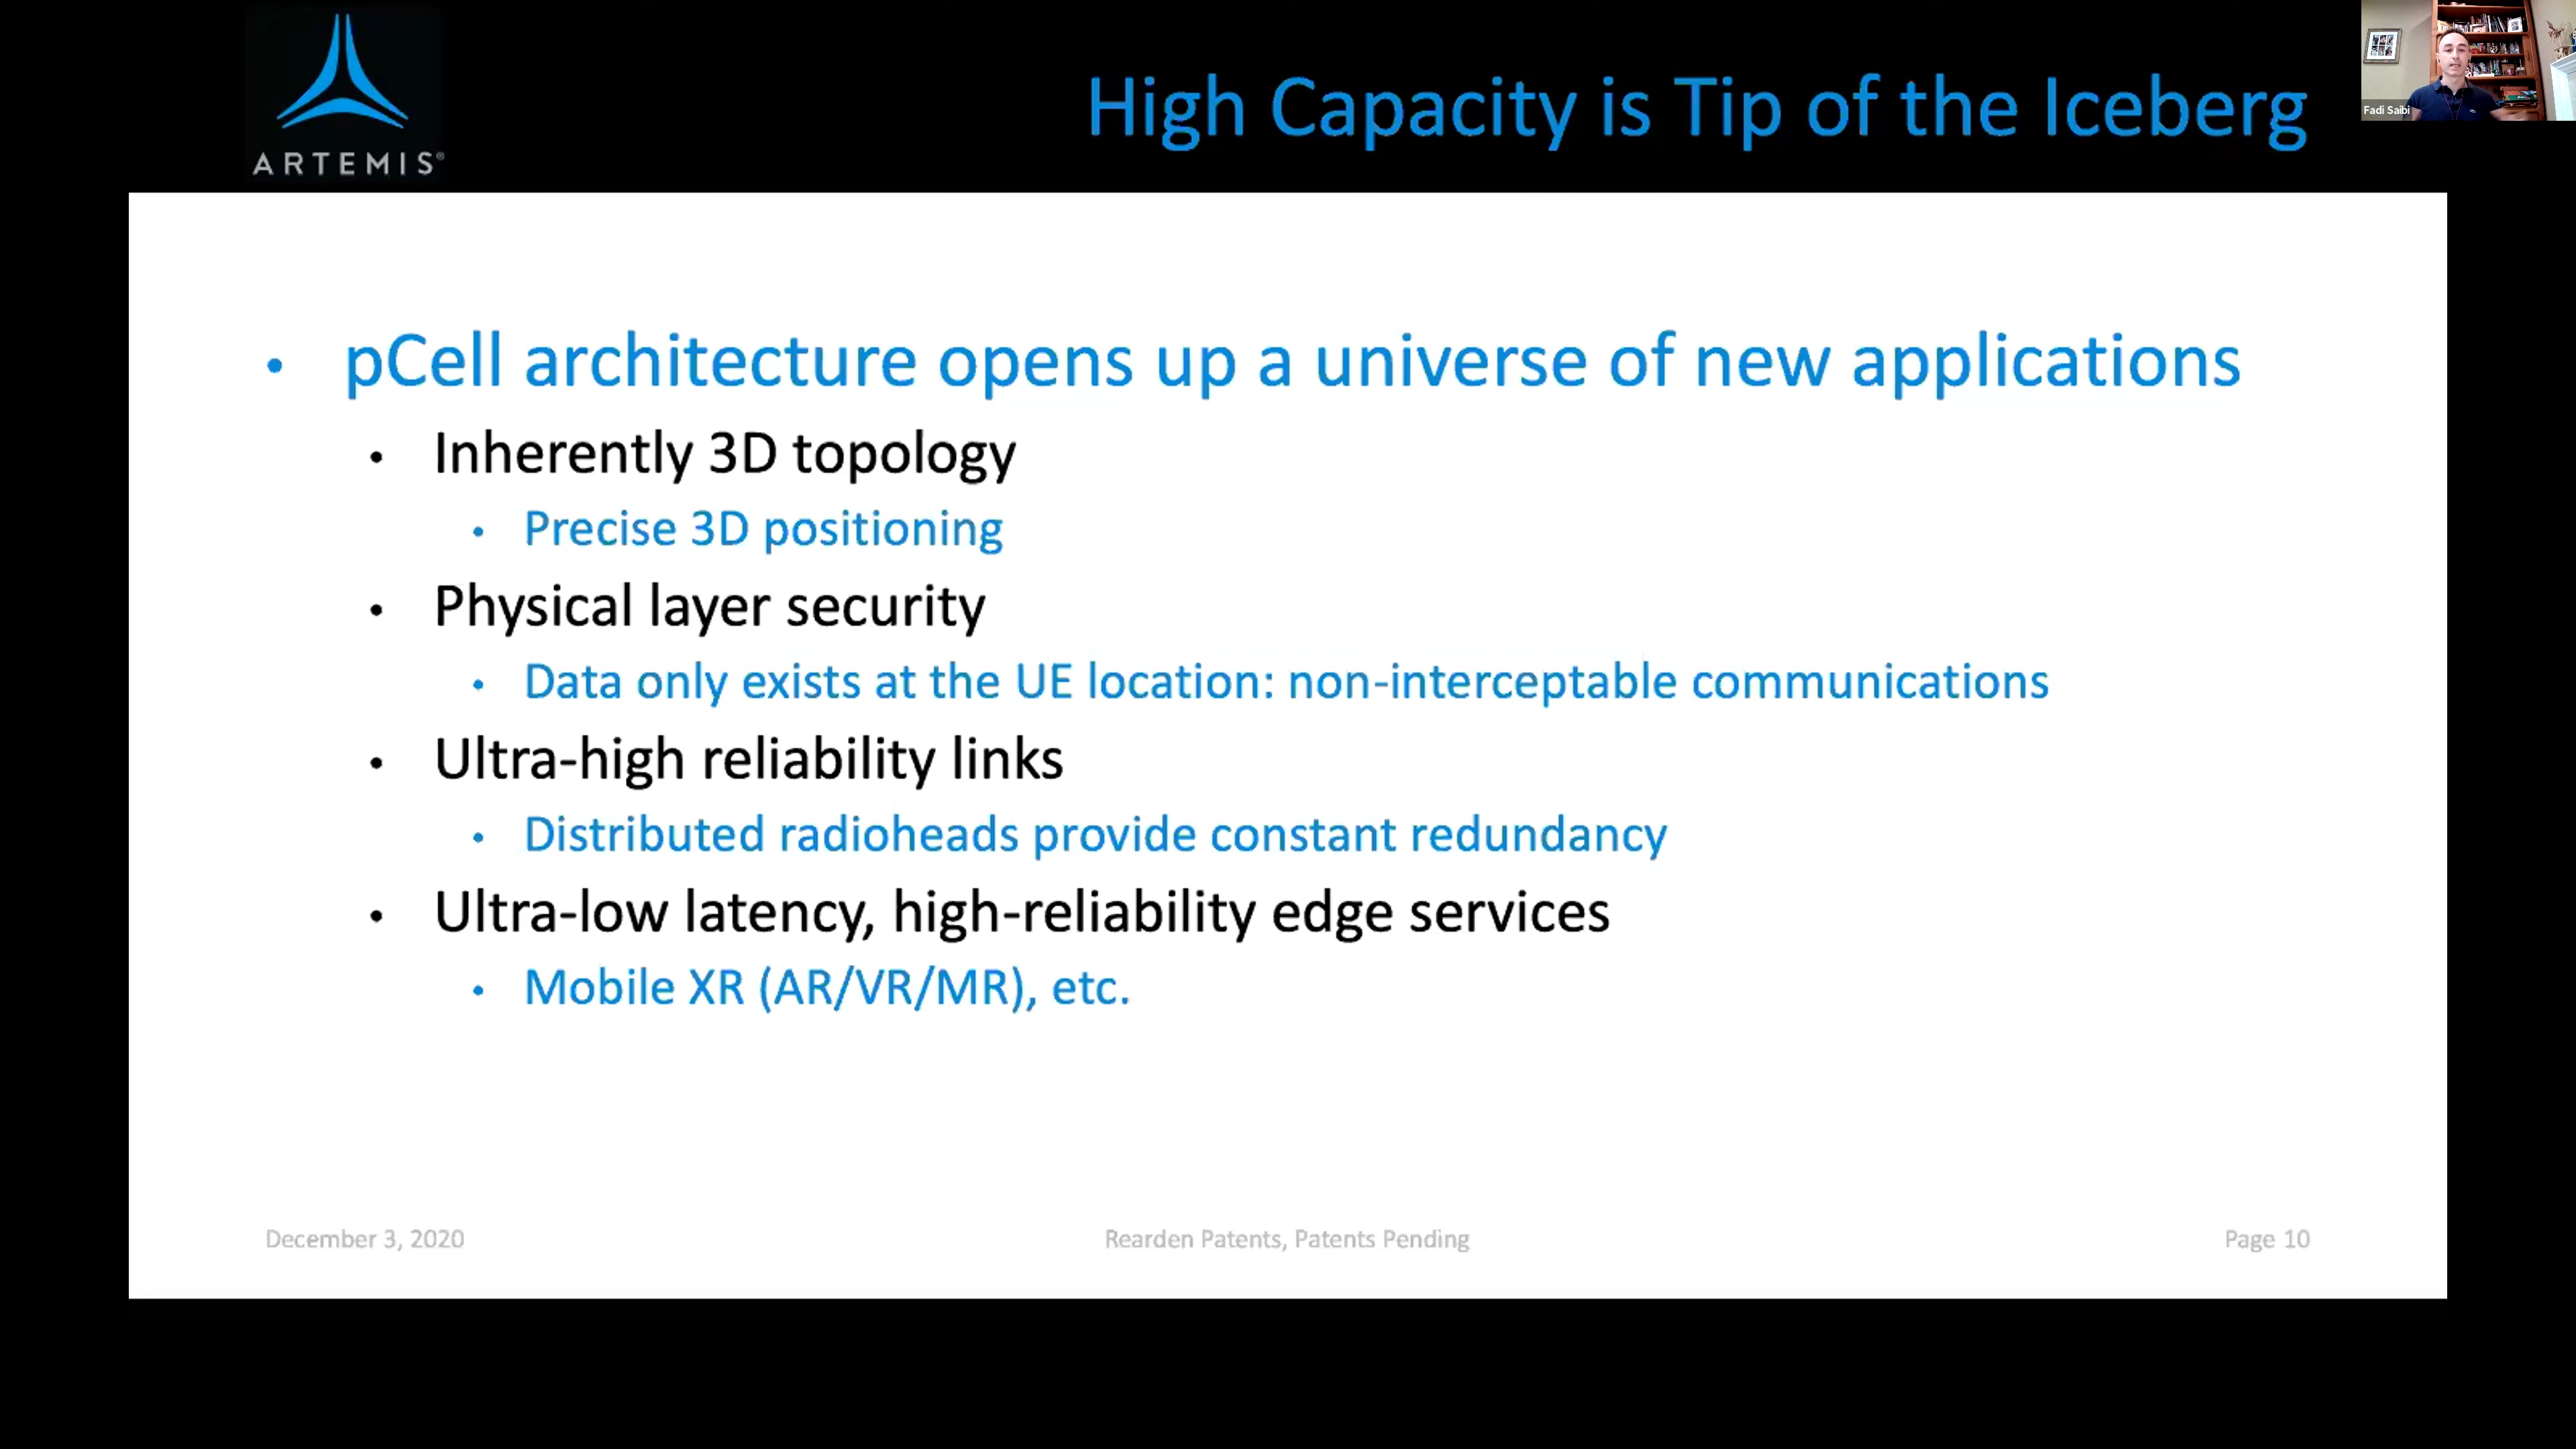 ARTEMIS®
High Capacity is Tip of the Iceberg
Fadi Saibi
• pCell architecture opens up a universe of new applications
• Inherently 3D topology
• Precise 3D positioning
• Physical layer security
• Data only exists at the UE location: non-interceptable communications
• Ultra-high reliability links
• Distributed radioheads provide constant redundancy
• Ultra-low latency, high-reliability edge services
• Mobile XR (AR/VR/MR), etc.
December 3, 2020
Rearden Patents, Patents Pending
Page 10